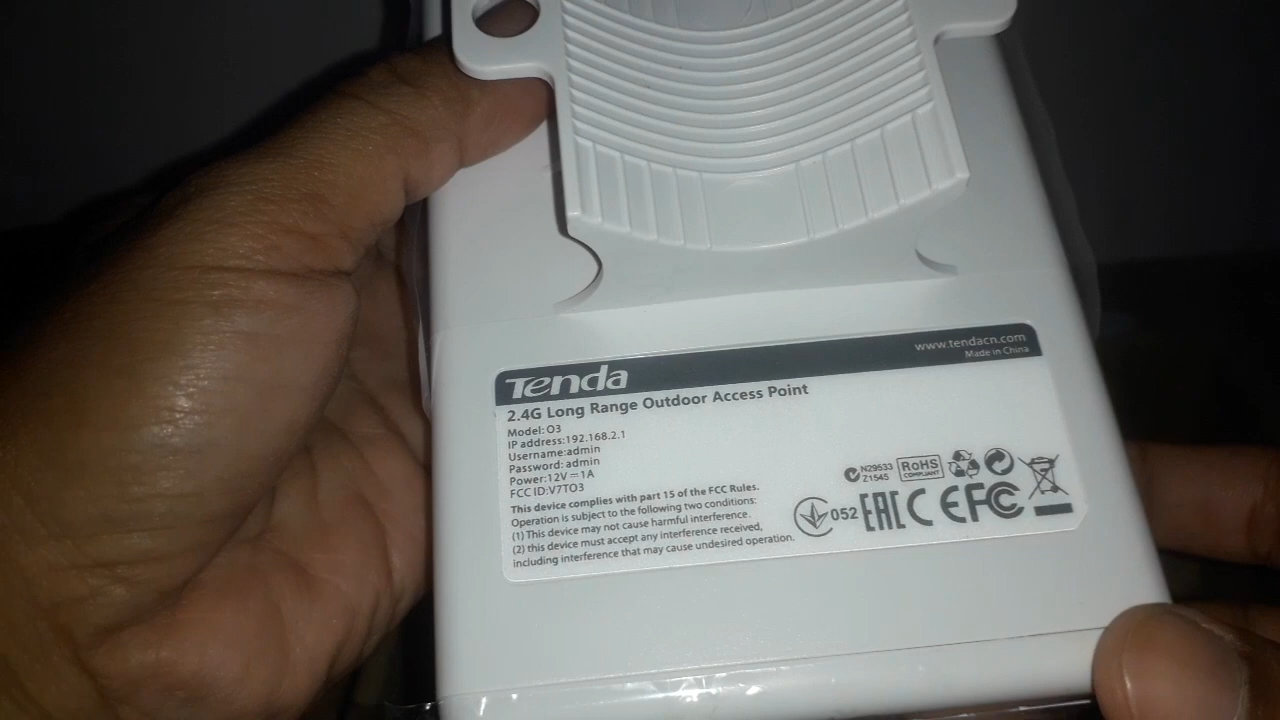 Tenda
www.tendacn.com
Made in China
2.4G Long Range Outdoor Access Point
Model: O3
IP address:192.168.2.1
Username:admin
Password: admin
Power:12V⎓1A
FCC ID:V7TO3
This device complies with part 15 of the FCC Rules.
Operation is subject to the following two conditions:
(1) This device may not cause harmful interference.
(2) this device must accept any interference received,
including interference that may cause undesired operation.
N29533
Z1545
RoHS
COMPLIANT
052 EAC CE FC